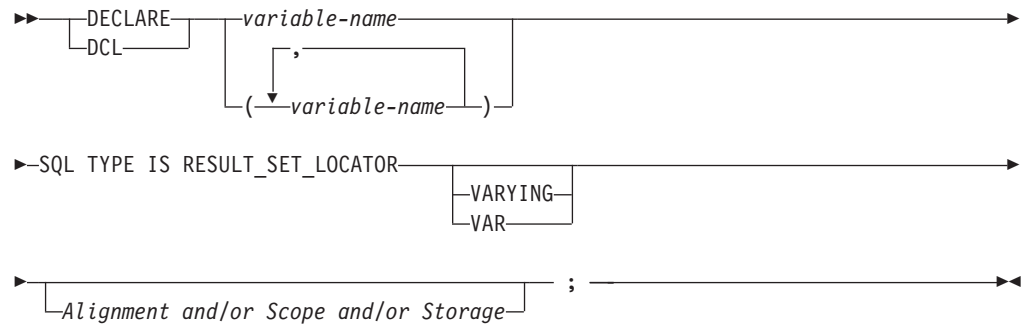 DECLARE variable-name
DCL ,
( variable-name )
SQL TYPE IS RESULT_SET_LOCATOR
VARYING
VAR
;
Alignment and/or Scope and/or Storage